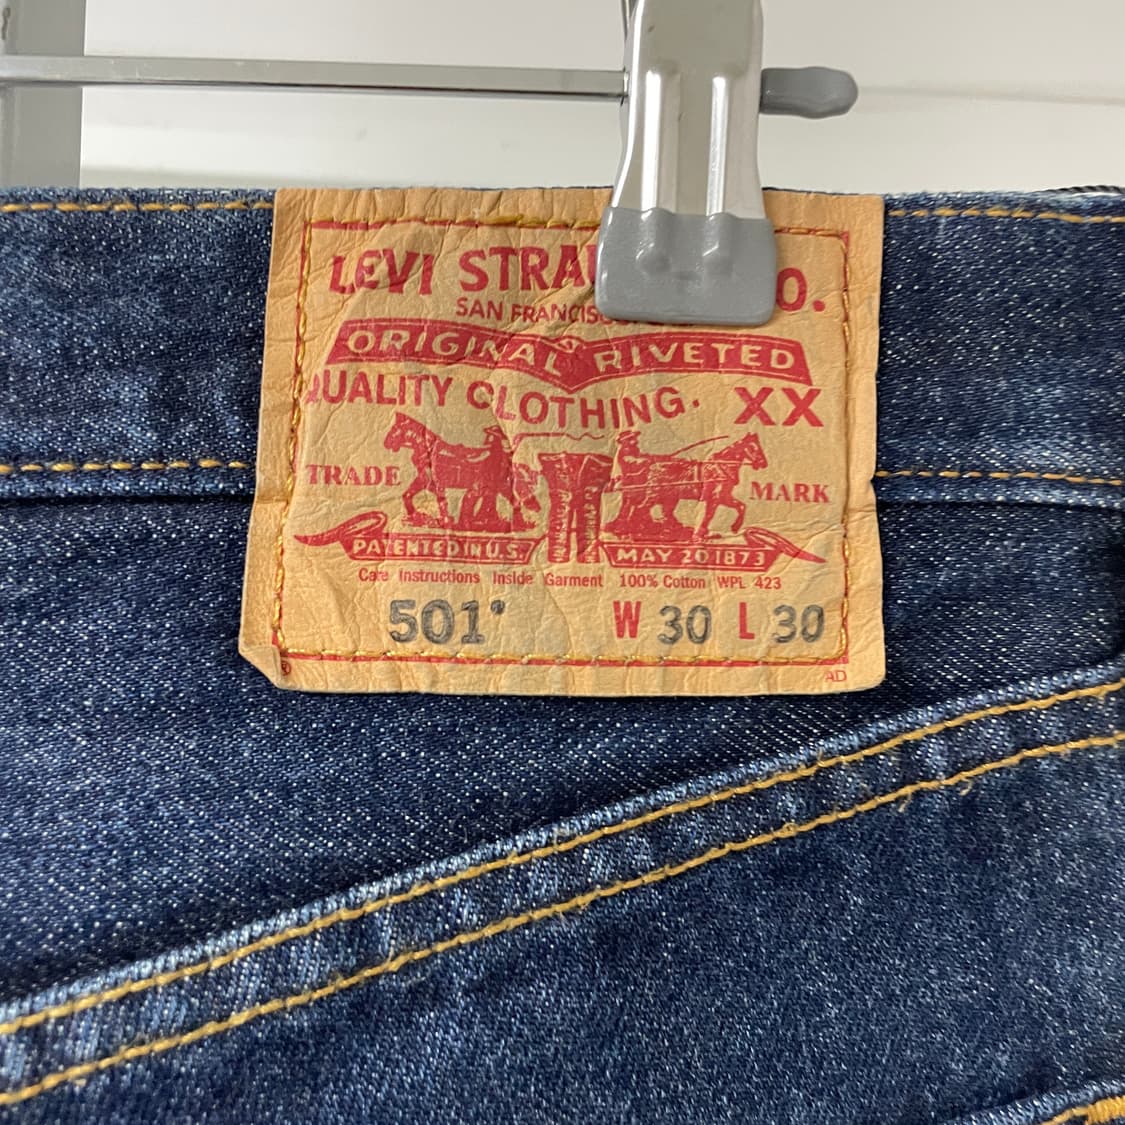 LEVI STRAU O.
SAN FRANCISC
ORIGINAL RIVETED
QUALITY CLOTHING. XX
TRADE MARK
PATENTED IN U.S. MAY 20 1873
Care Instructions Inside Garment 100% Cotton WPL 423
501® W 30 L 30
® AD